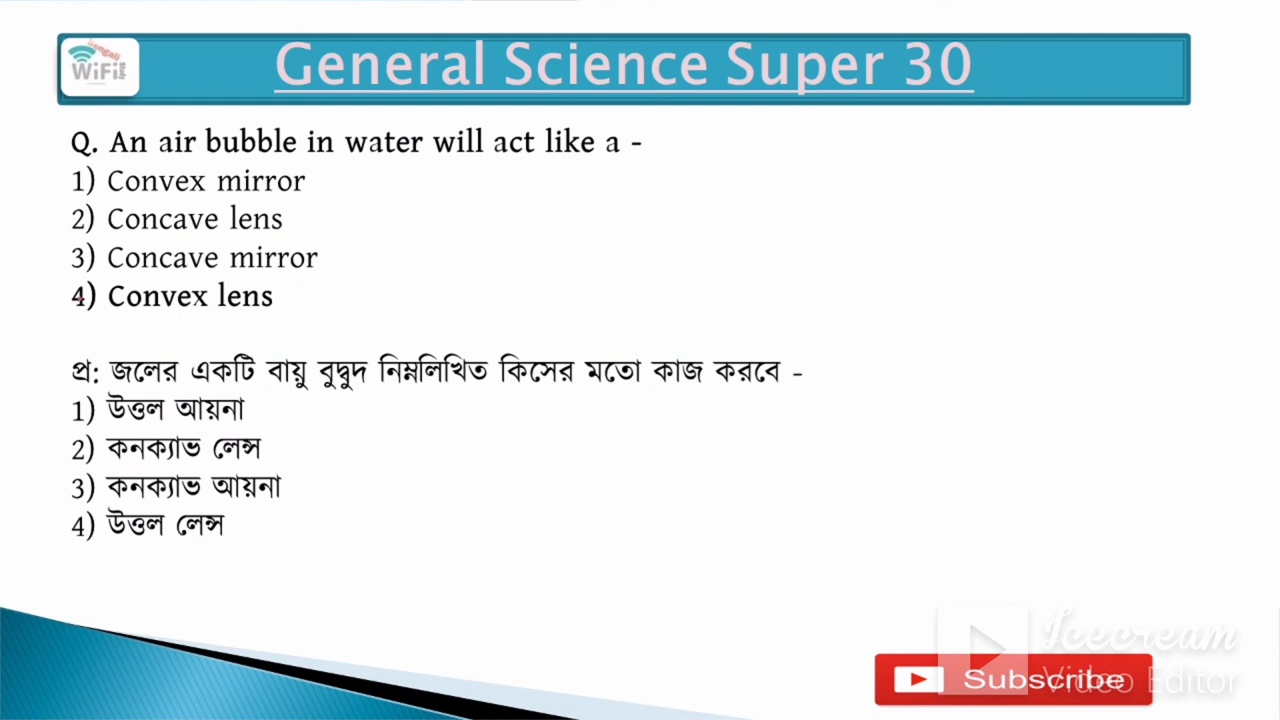 Bengali
WiFi
Study
General Science Super 30
Q. An air bubble in water will act like a -
1) Convex mirror
2) Concave lens
3) Concave mirror
4) Convex lens
প্র: জলের একটি বায়ু বুদ্বুদ নিম্নলিখিত কিসের মতো কাজ করবে -
1) উত্তল আয়না
2) কনক্যাভ লেন্স
3) কনক্যাভ আয়না
4) উত্তল লেন্স
Icecream
Video Editor
Subscribe